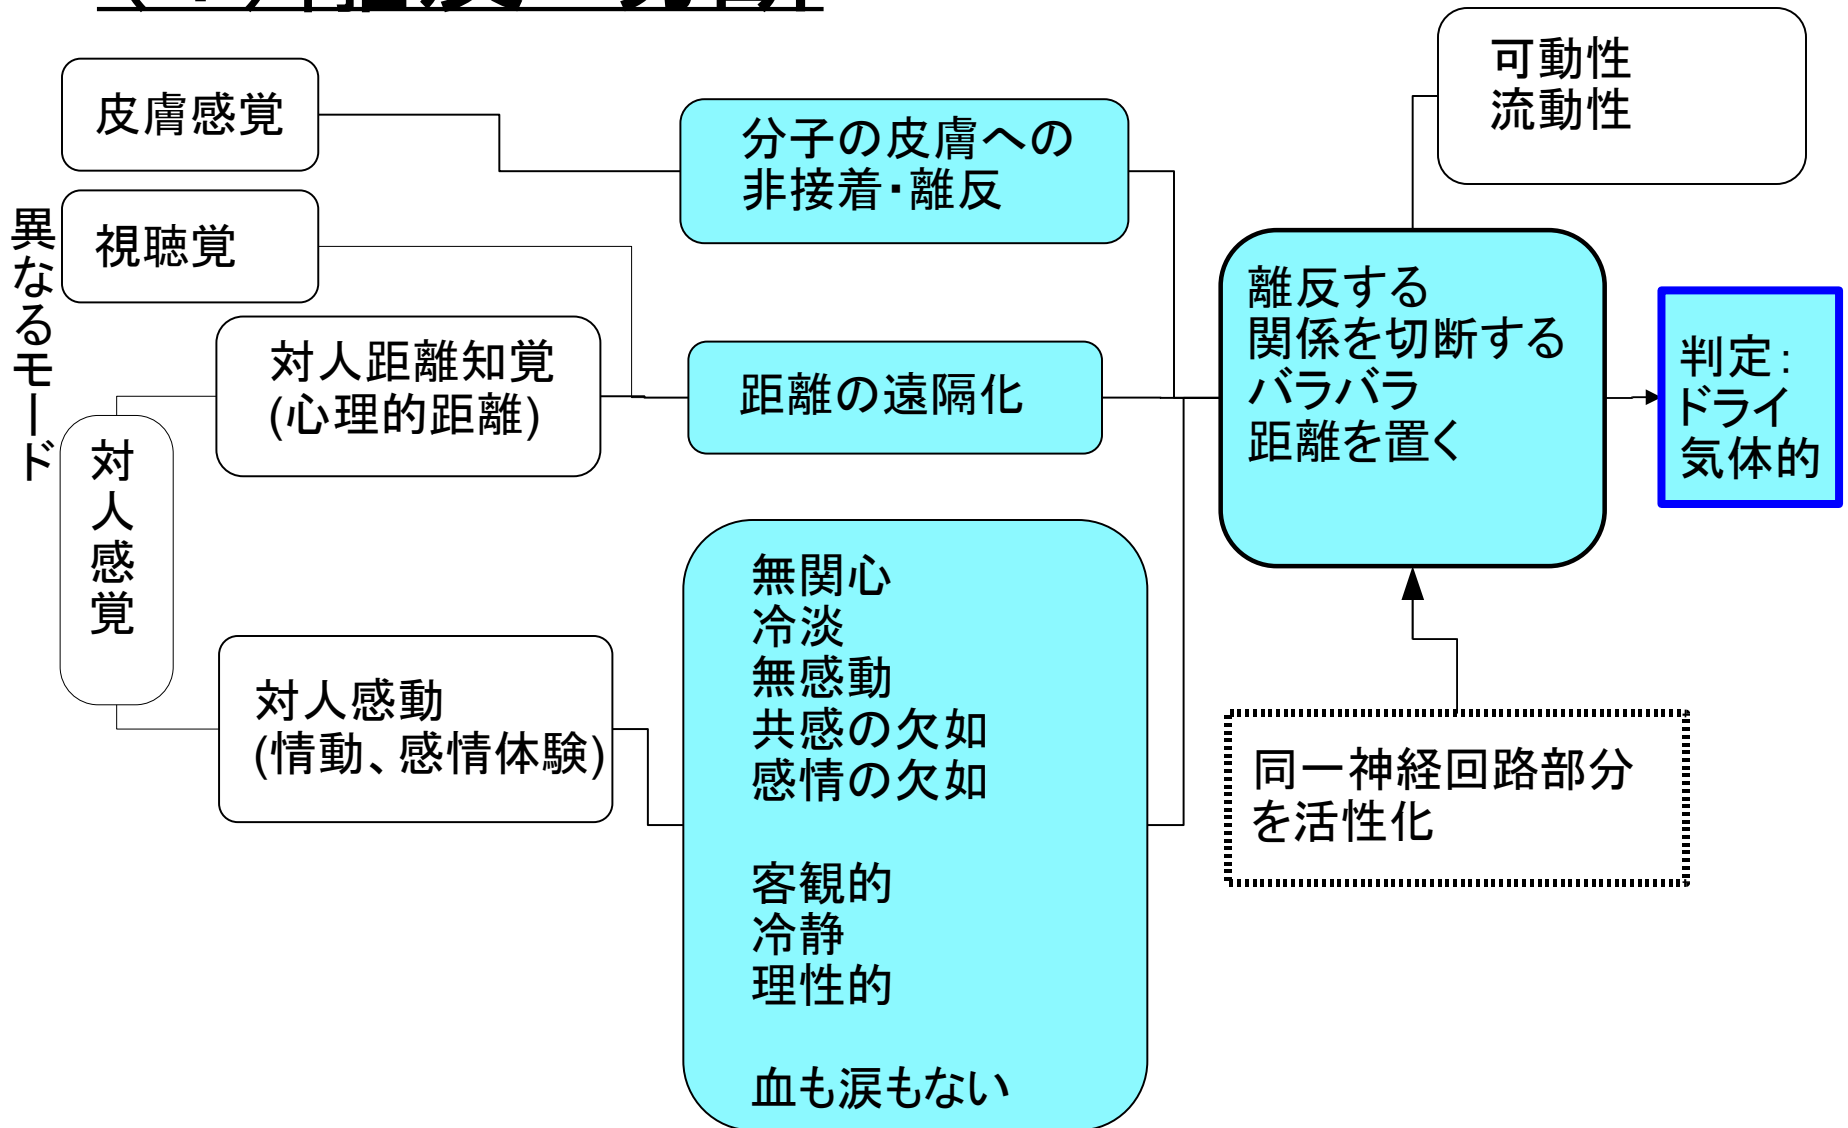 皮膚感覚
視聴覚
異なるモード
対人距離知覚
(心理的距離)
対人感覚
対人感動
(情動、感情体験)
分子の皮膚への
非接着・離反
距離の遠隔化
無関心
冷淡
無感動
共感の欠如
感情の欠如
客観的
冷静
理性的
血も涙もない
可動性
流動性
離反する
関係を切断する
バラバラ
距離を置く
判定:
ドライ
気体的
同一神経回路部分
を活性化